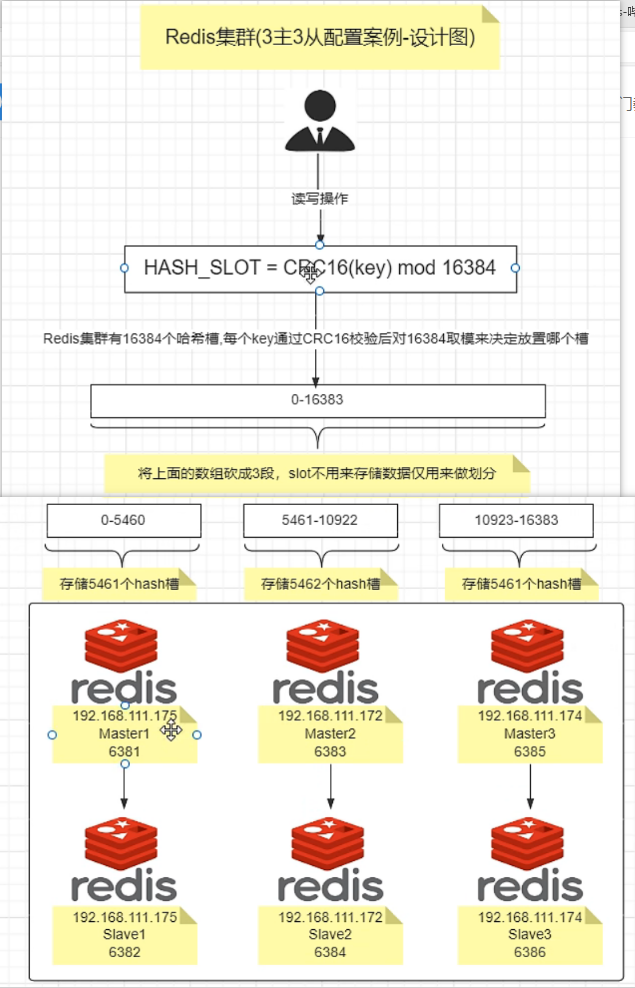 Redis集群(3主3从配置案例-设计图)
读写操作
HASH_SLOT = CRC16(key) mod 16384
Redis集群有16384个哈希槽,每个key通过CRC16校验后对16384取模来决定放置哪个槽
0-16383
将上面的数组砍成3段，slot不用来存储数据仅用来做划分
0-5460
5461-10922
10923-16383
存储5461个hash槽
存储5462个hash槽
存储5461个hash槽
redis
redis
redis
192.168.111.175
Master1
6381
192.168.111.172
Master2
6383
192.168.111.174
Master3
6385
redis
redis
redis
192.168.111.175
Slave1
6382
192.168.111.172
Slave2
6384
192.168.111.174
Slave3
6386